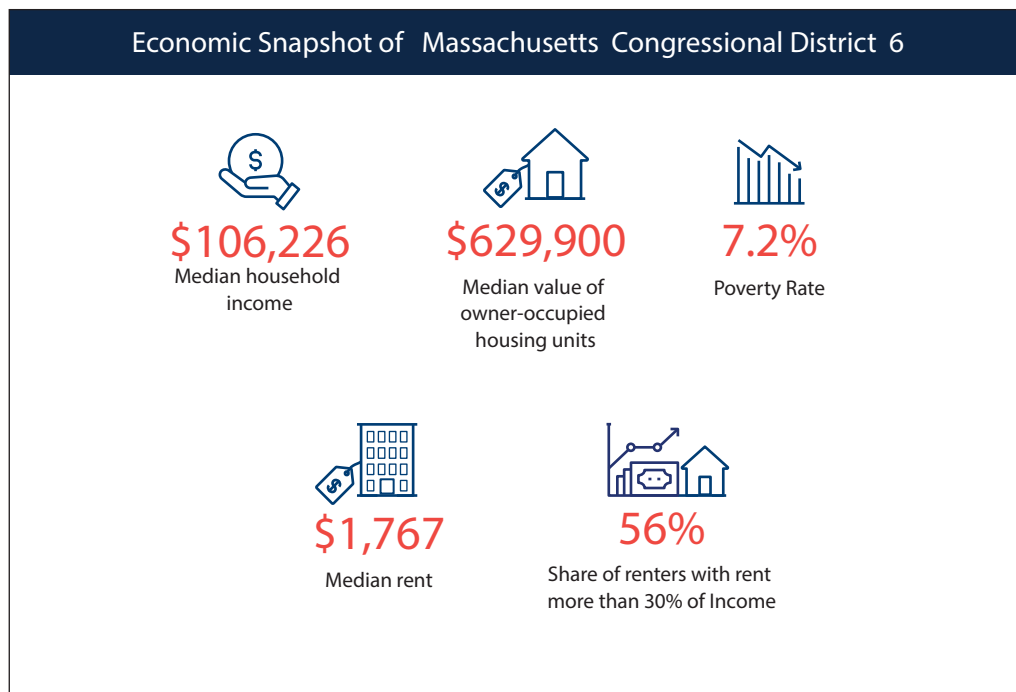 Economic Snapshot of Massachusetts Congressional District 6
$
$
$106,226
Median household
income
$629,900
Median value of
owner-occupied
housing units
7.2%
Poverty Rate
$
$1,767
Median rent
56%
Share of renters with rent
more than 30% of Income